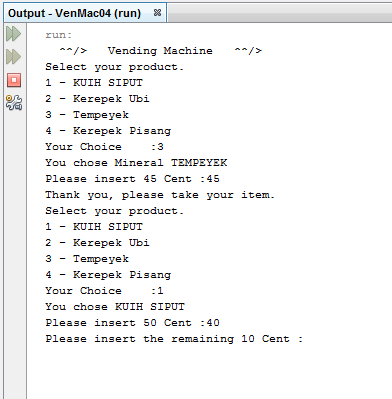 Output - VenMac04 (run)
run:
^^/> Vending Machine ^^/>
Select your product.
1 - KUIH SIPUT
2 - Kerepek Ubi
3 - Tempeyek
4 - Kerepek Pisang
Your Choice :3
You chose Mineral TEMPEYEK
Please insert 45 Cent :45
Thank you, please take your item.
Select your product.
1 - KUIH SIPUT
2 - Kerepek Ubi
3 - Tempeyek
4 - Kerepek Pisang
Your Choice :1
You chose KUIH SIPUT
Please insert 50 Cent :40
Please insert the remaining 10 Cent :